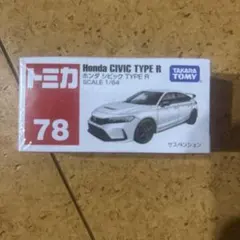 トミカ
Honda CIVIC TYPE R
ホンダ シビック TYPE R
SCALE 1/64
TAKARA
TOMY
78
サスペンション